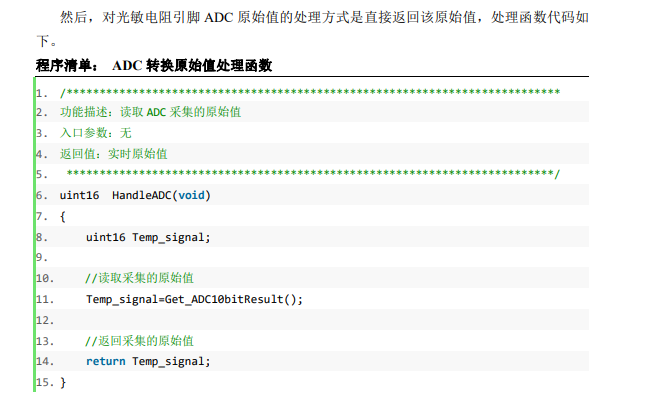 然后，对光敏电阻引脚 ADC 原始值的处理方式是直接返回该原始值，处理函数代码如
下。
程序清单： ADC 转换原始值处理函数
1. /***************************************************************************
2. 功能描述：读取 ADC 采集的原始值
3. 入口参数：无
4. 返回值：实时原始值
5. **************************************************************************/
6. uint16 HandleADC(void)
7. {
8. uint16 Temp_signal;
9.
10. //读取采集的原始值
11. Temp_signal=Get_ADC10bitResult();
12.
13. //返回采集的原始值
14. return Temp_signal;
15. }